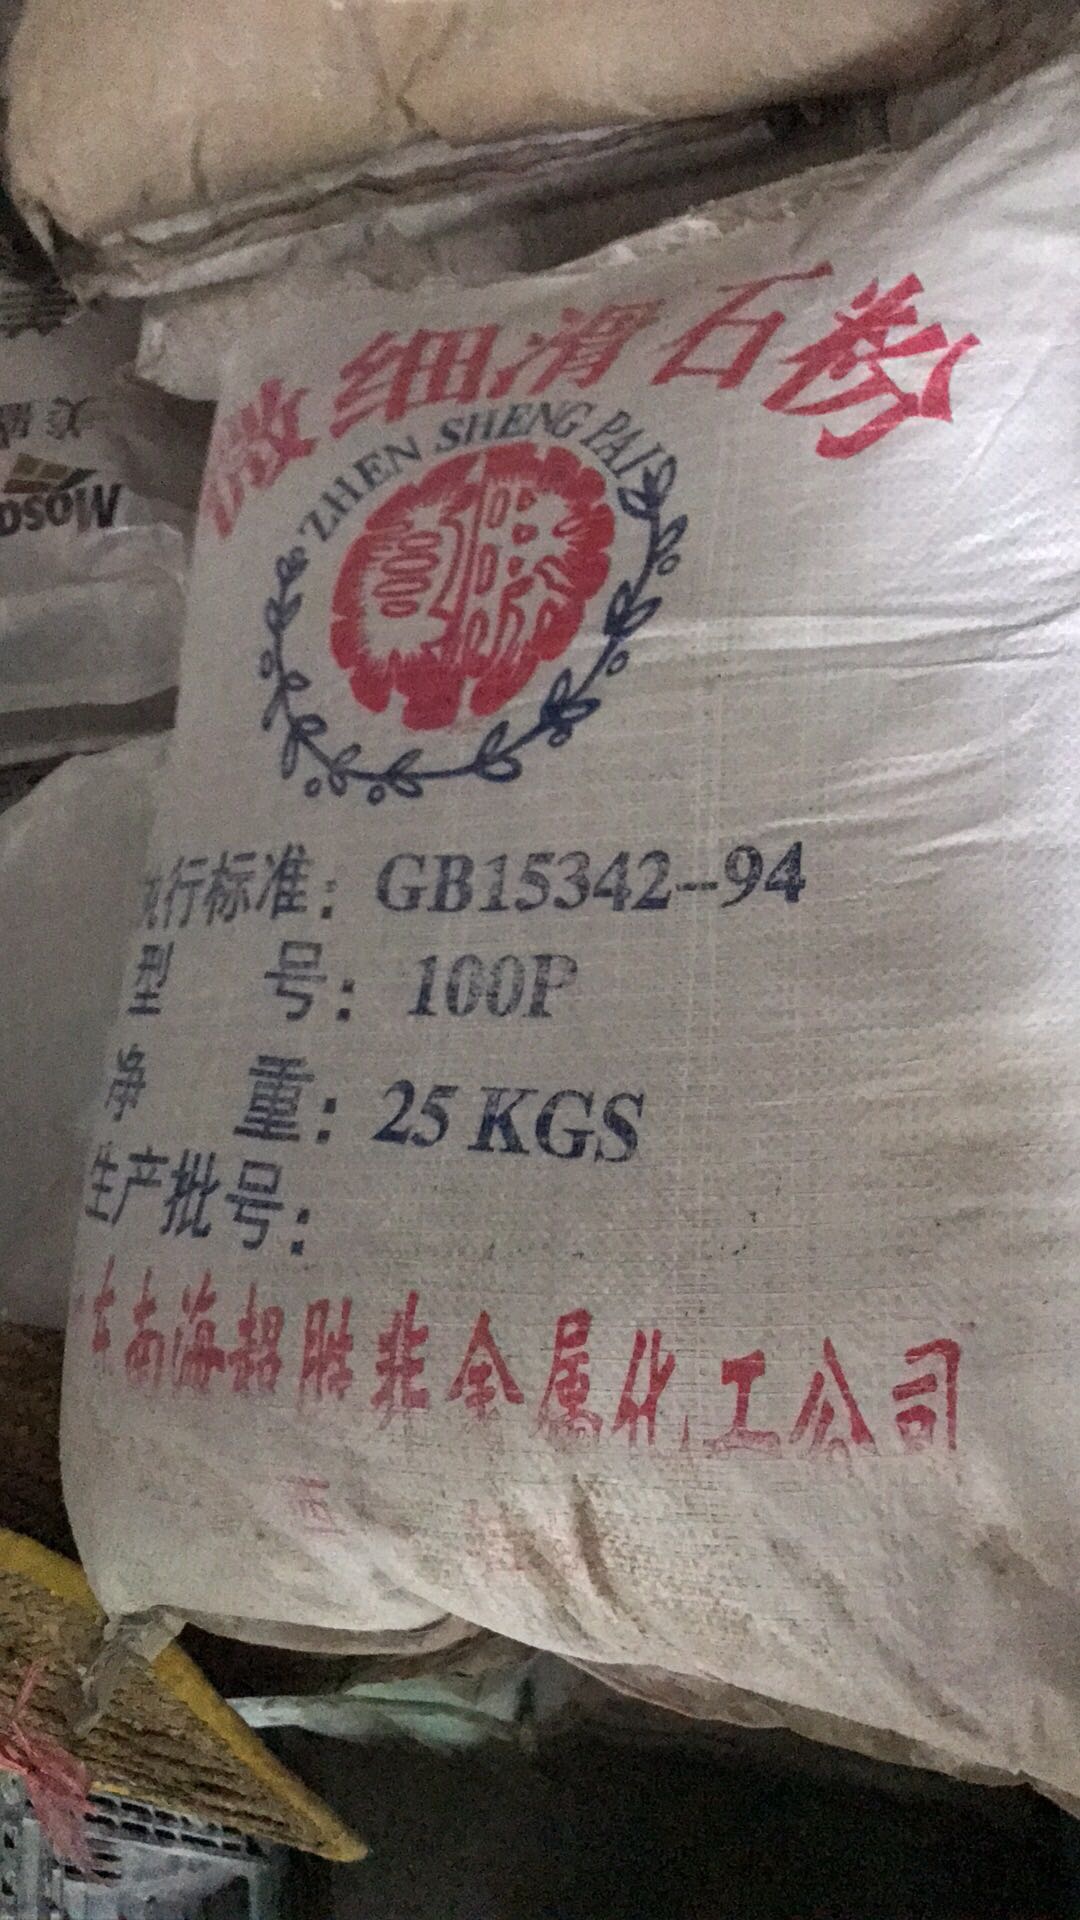 微细滑石粉
ZHEN SHENG PAI
执行标准：GB15342--94
型 号：100P
净 重：25 KGS
生产批号：
东南海超胜非金属化工公司